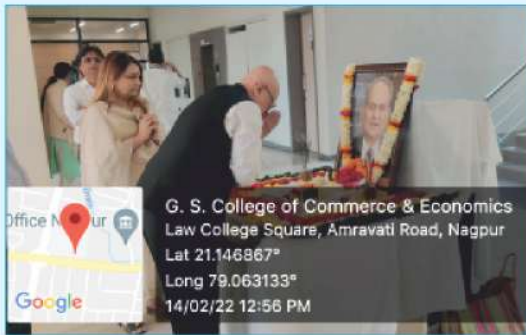 Office N ur
Google
G. S. College of Commerce & Economics
Law College Square, Amravati Road, Nagpur
Lat 21.146867°
Long 79.063133°
14/02/22 12:56 PM